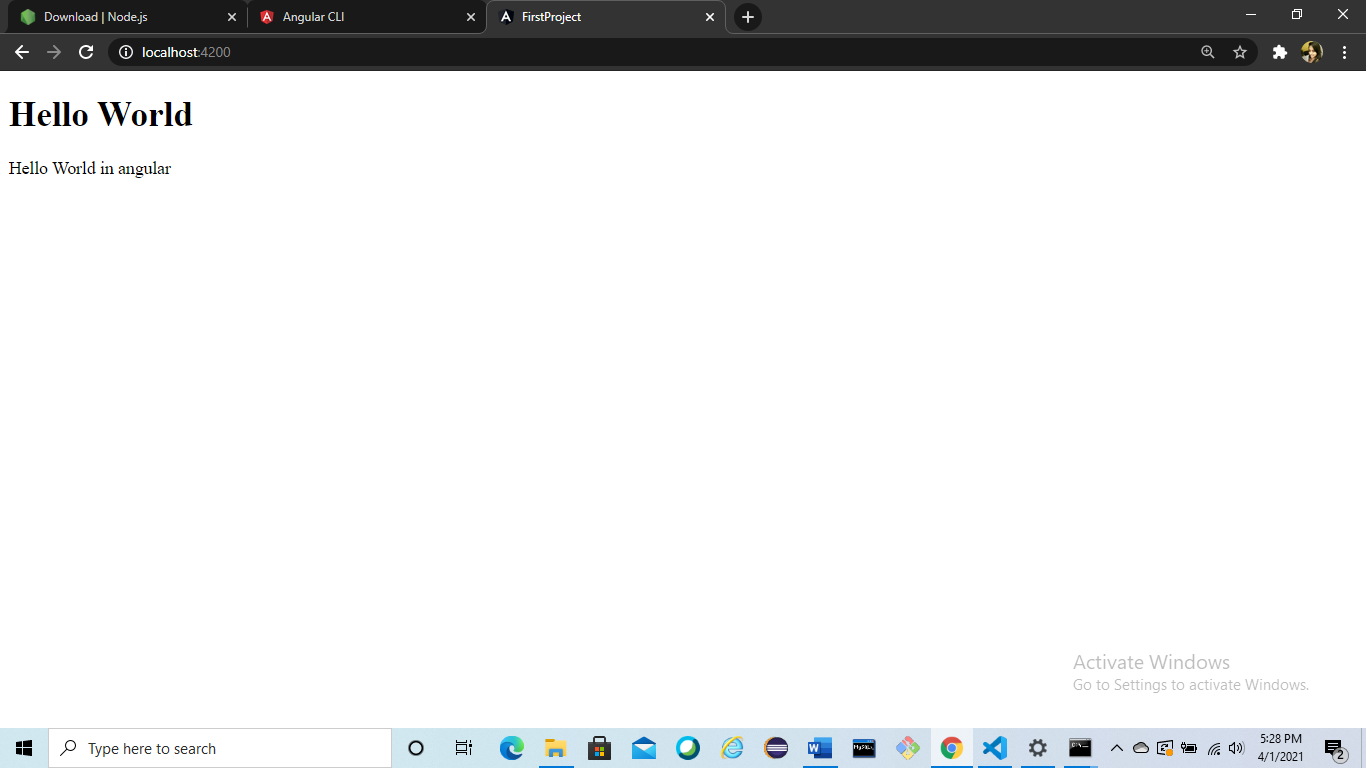 Download | Node.js
Angular CLI
FirstProject
localhost:4200
Hello World
Hello World in angular
Activate Windows
Go to Settings to activate Windows.
Type here to search
5:28 PM
4/1/2021
2